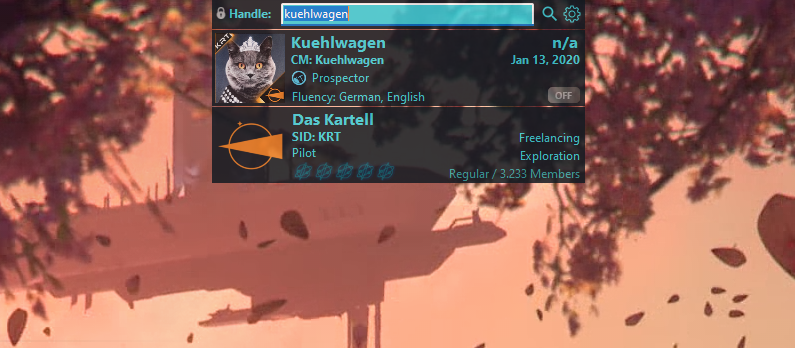 Handle: kuehlwagen
KRT
Kuehlwagen n/a
CM: Kuehlwagen Jan 13, 2020
Prospector
Fluency: German, English OFF
Das Kartell
SID: KRT Freelancing
Pilot Exploration
Regular / 3.233 Members